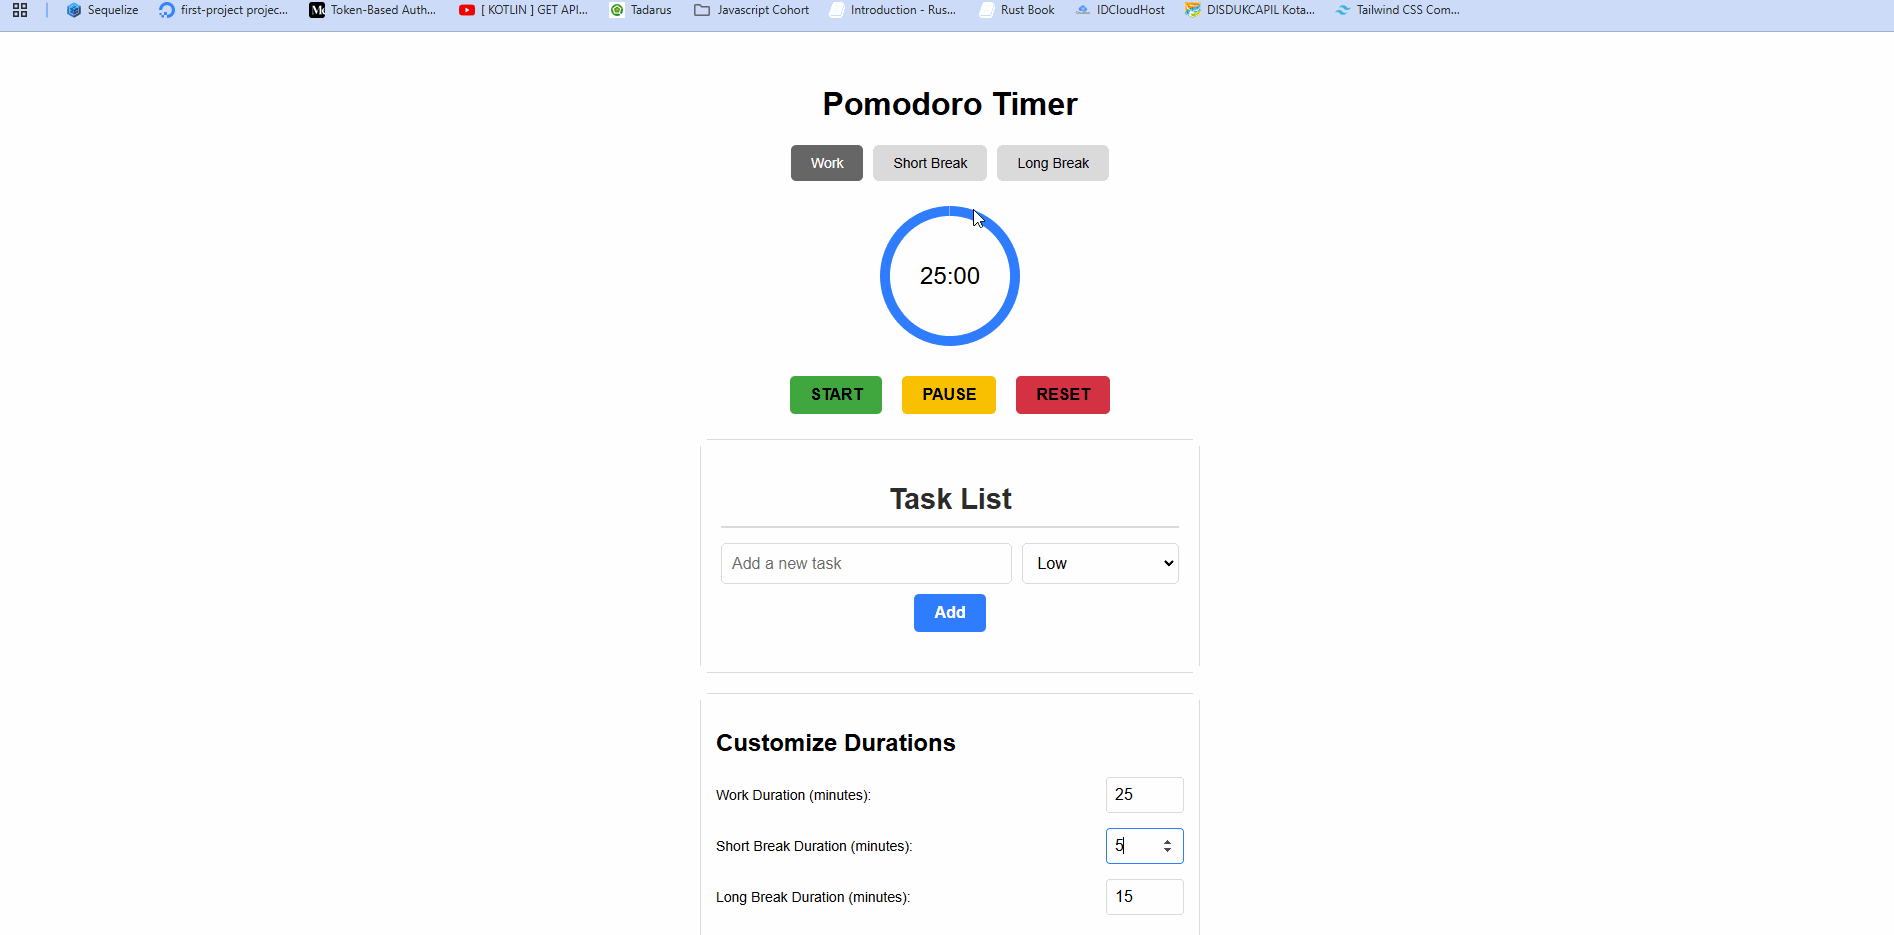 Sequelize first-project projec... Token-Based Auth... [ KOTLIN ] GET API... Tadarus Javascript Cohort Introduction - Rus... Rust Book IDCloudHost DISDUKCAPIL Kota... Tailwind CSS Com...
Pomodoro Timer
Work Short Break Long Break
25:00
START PAUSE RESET
Task List
Add a new task Low
Add
Customize Durations
Work Duration (minutes): 25
Short Break Duration (minutes): 5
Long Break Duration (minutes): 15